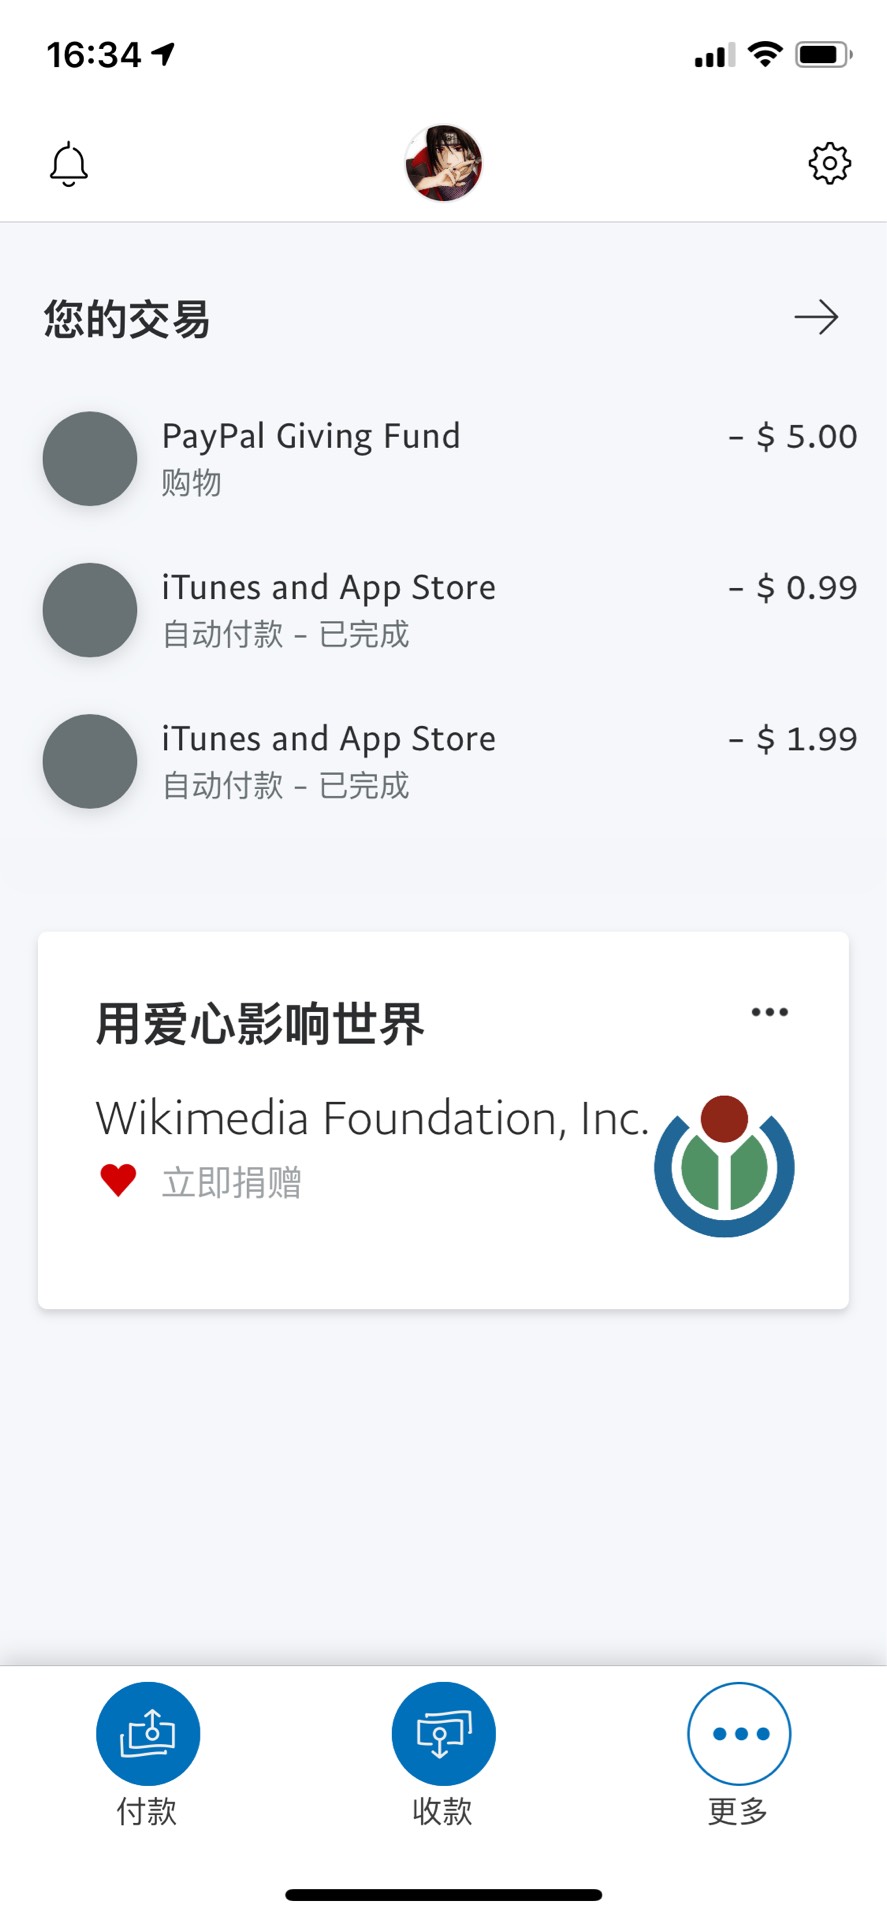 16:34
您的交易
PayPal Giving Fund
- $ 5.00
购物
iTunes and App Store
- $ 0.99
自动付款 - 已完成
iTunes and App Store
- $ 1.99
自动付款 - 已完成
用爱心影响世界
Wikimedia Foundation, Inc.
立即捐赠
付款
收款
更多